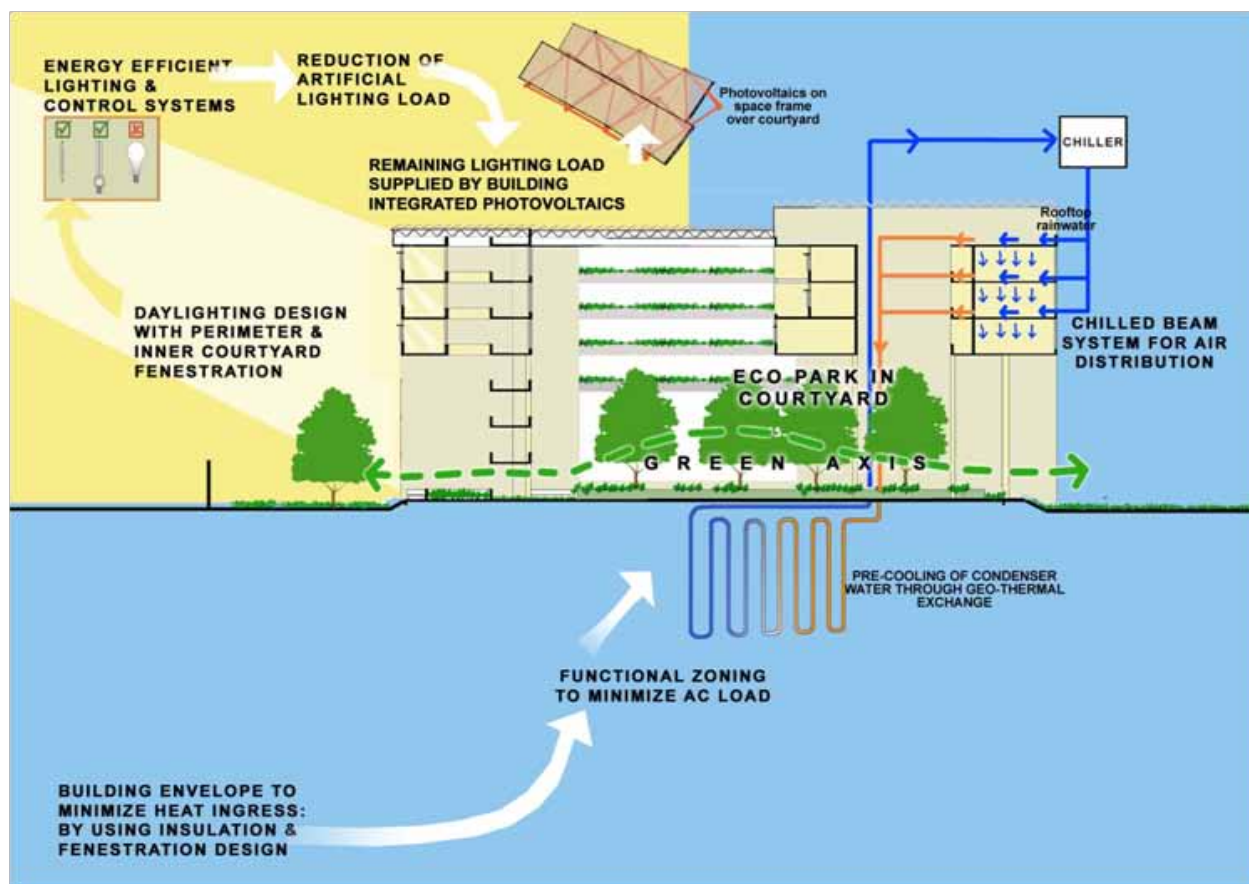 ENERGY EFFICIENT
LIGHTING &
CONTROL SYSTEMS
REDUCTION OF
ARTIFICIAL
LIGHTING LOAD
Photovoltaics on
space frame
over courtyard
REMAINING LIGHTING LOAD
SUPPLIED BY BUILDING
INTEGRATED PHOTOVOLTAICS
CHILLER
Rooftop
rainwater
DAYLIGHTING DESIGN
WITH PERIMETER &
INNER COURTYARD
FENESTRATION
CHILLED BEAM
SYSTEM FOR AIR
DISTRIBUTION
ECO PARK IN
COURTYARD
GREEN AXIS
PRE-COOLING OF CONDENSER
WATER THROUGH GEO-THERMAL
EXCHANGE
FUNCTIONAL ZONING
TO MINIMIZE AC LOAD
BUILDING ENVELOPE TO
MINIMIZE HEAT INGRESS:
BY USING INSULATION &
FENESTRATION DESIGN